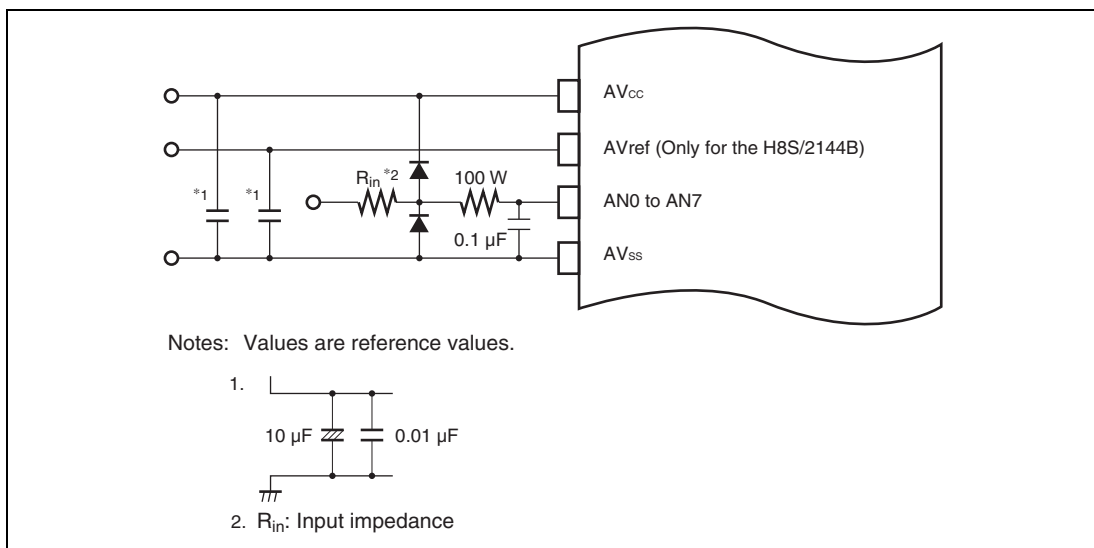 AVCC
AVref (Only for the H8S/2144B)
*1
*1
Rin *2
100 W
AN0 to AN7
0.1 µF
AVSS
Notes: Values are reference values.
1.
10 µF
0.01 µF
2. Rin: Input impedance